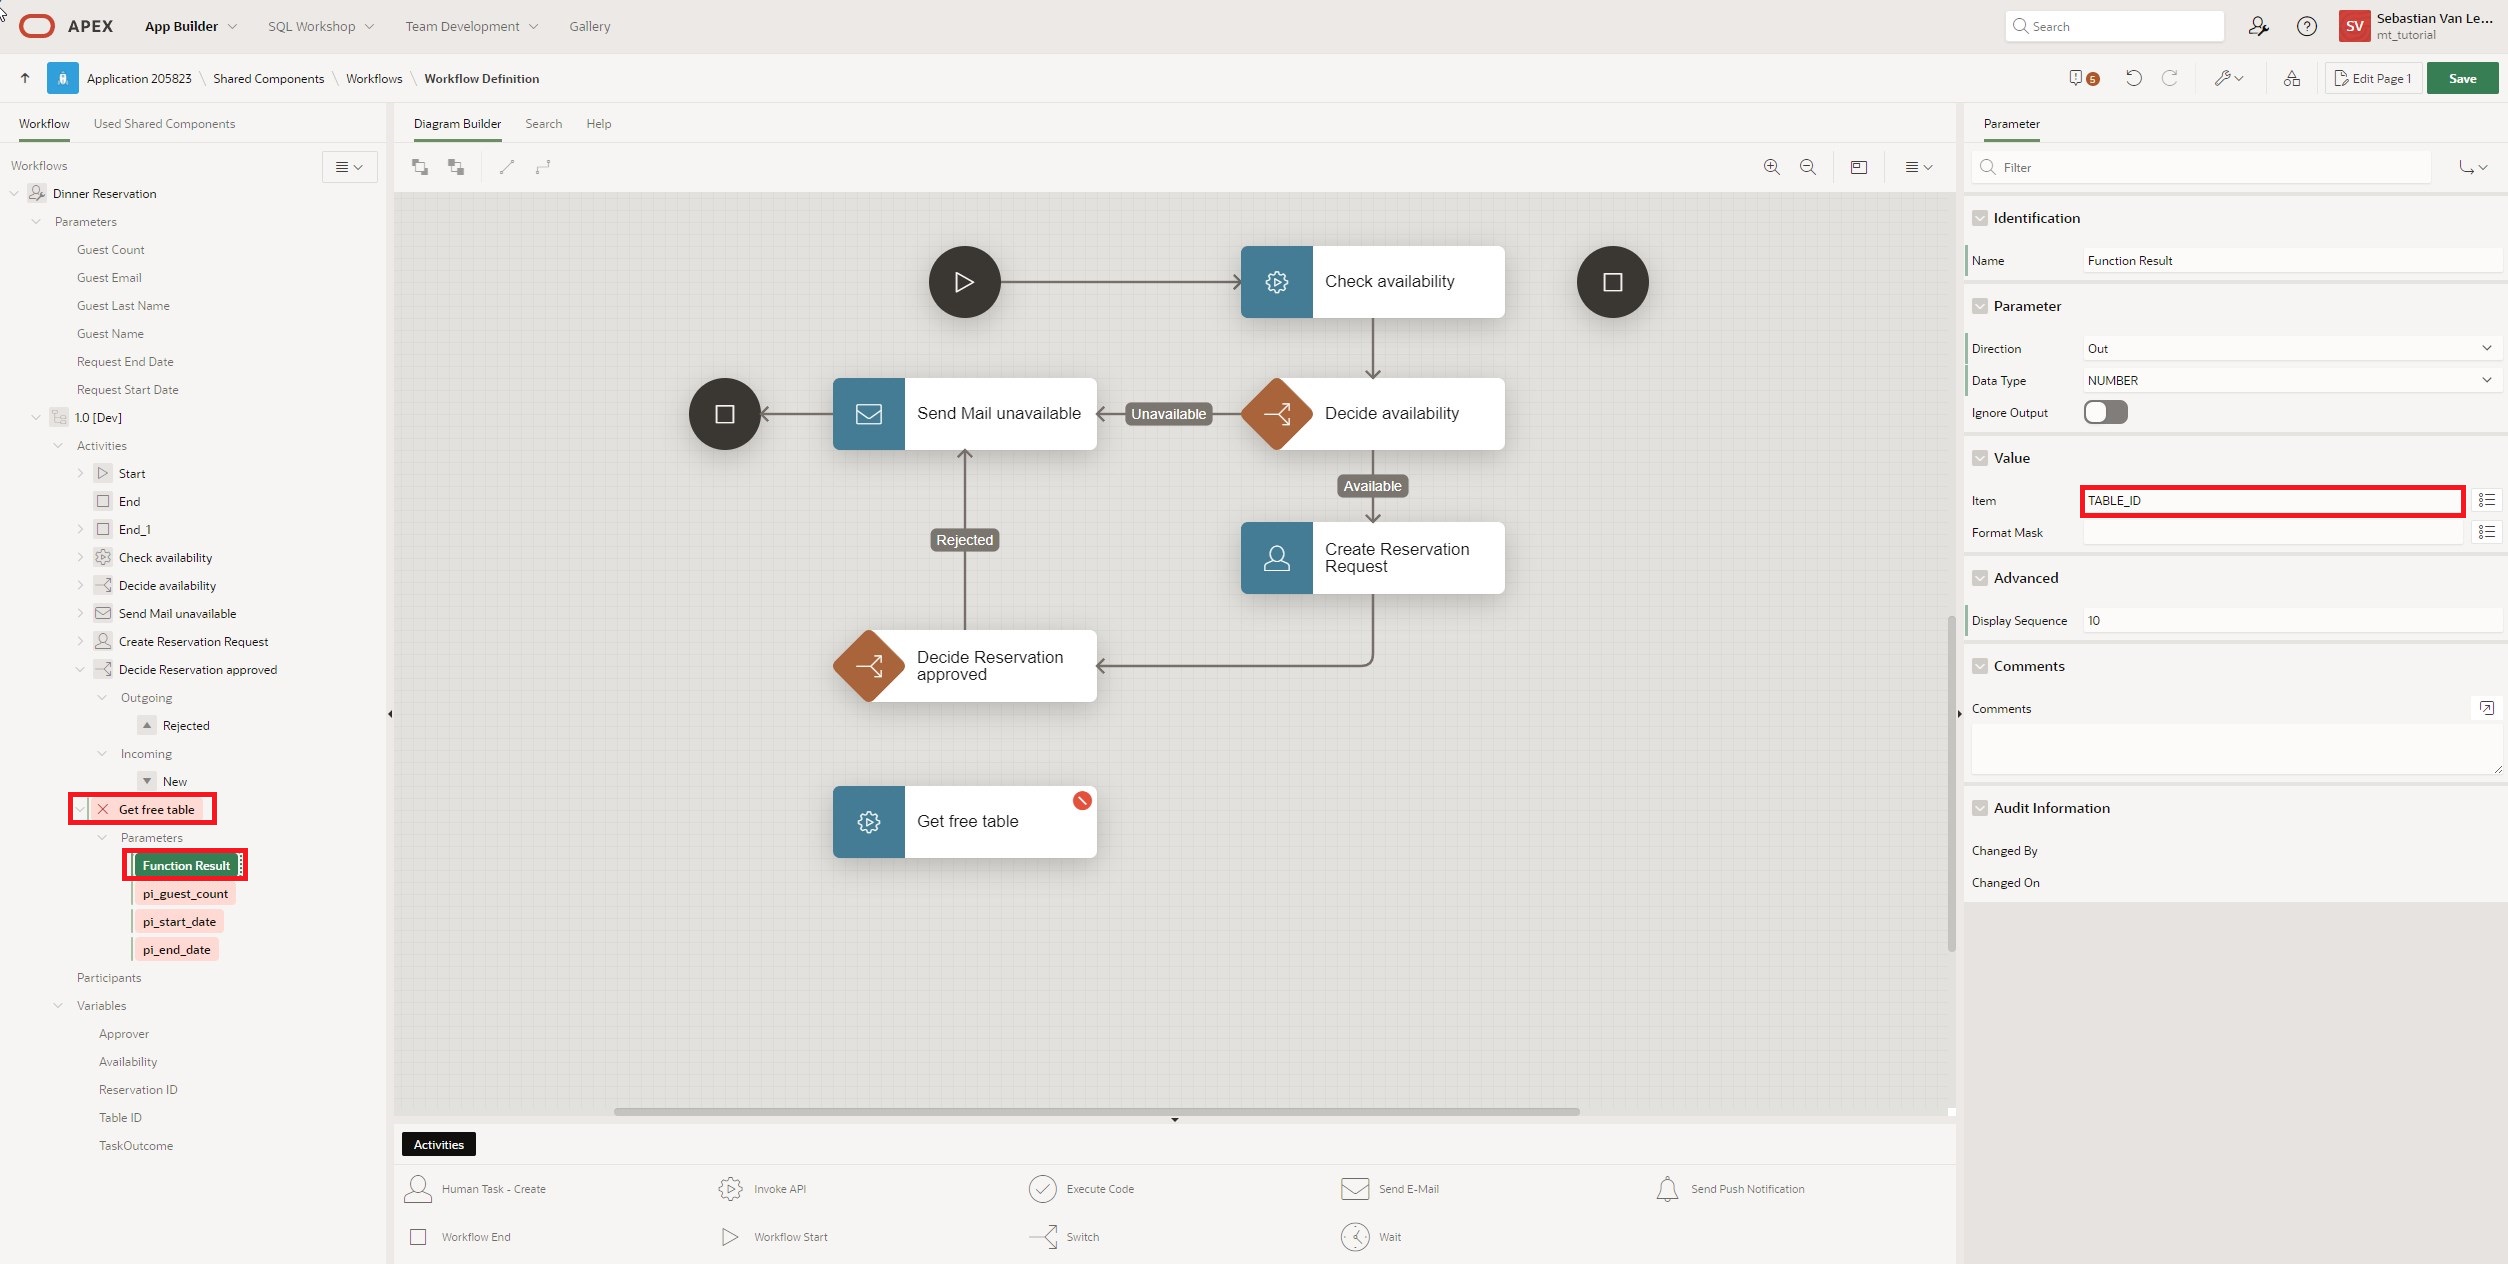 APEX
App Builder
SQL Workshop
Team Development
Gallery
Search
SV
Sebastian Van Le...
mt_tutorial
Application 205823
Shared Components
Workflows
Workflow Definition
5
Edit Page 1
Save
Workflow
Used Shared Components
Workflows
Dinner Reservation
Parameters
Guest Count
Guest Email
Guest Last Name
Guest Name
Request End Date
Request Start Date
1.0 [Dev]
Activities
Start
End
End_1
Check availability
Decide availability
Send Mail unavailable
Create Reservation Request
Decide Reservation approved
Outgoing
Rejected
Incoming
New
Get free table
Parameters
Function Result
pi_guest_count
pi_start_date
pi_end_date
Participants
Variables
Approver
Availability
Reservation ID
Table ID
TaskOutcome
Diagram Builder
Search
Help
Check availability
Send Mail unavailable
Unavailable
Decide availability
Available
Rejected
Create Reservation
Request
Decide Reservation
approved
Get free table
Activities
Human Task - Create
Invoke API
Execute Code
Send E-Mail
Send Push Notification
Workflow End
Workflow Start
Switch
Wait
Parameter
Filter
Identification
Name
Function Result
Parameter
Direction
Out
Data Type
NUMBER
Ignore Output
Value
Item
TABLE_ID
Format Mask
Advanced
Display Sequence
10
Comments
Comments
Audit Information
Changed By
Changed On